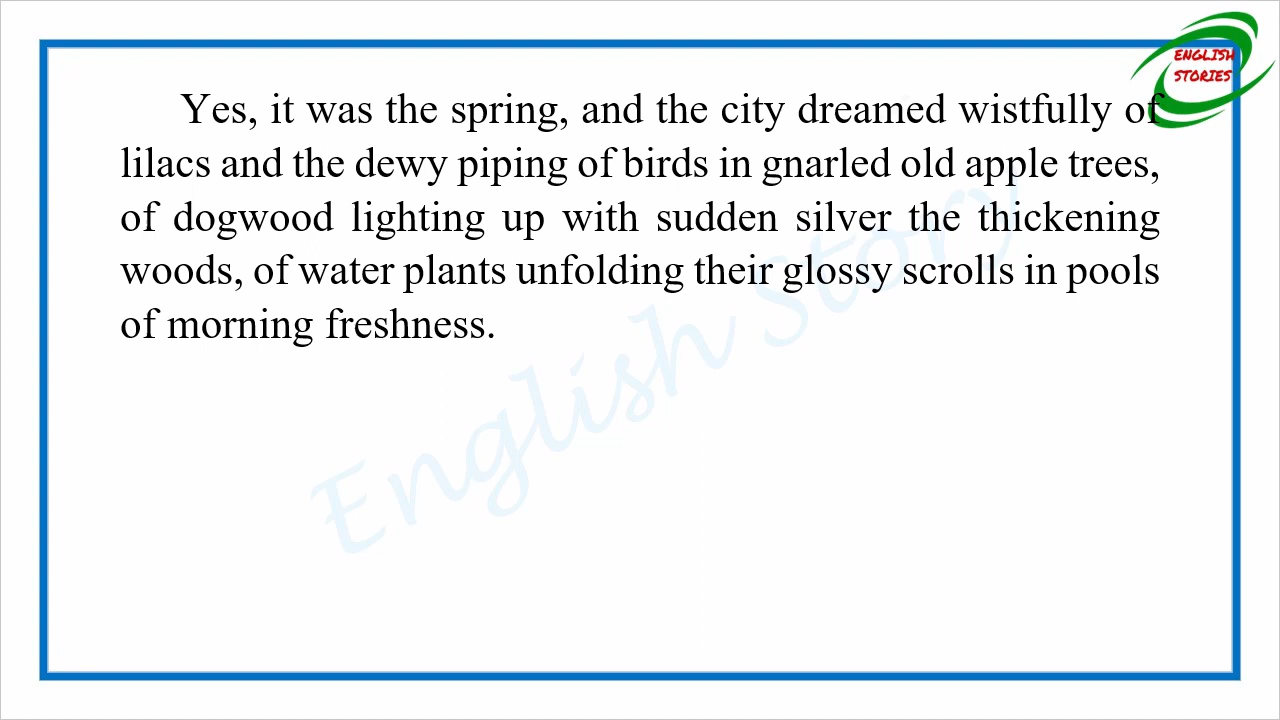 ENGLISH
STORIES
Yes, it was the spring, and the city dreamed wistfully of
lilacs and the dewy piping of birds in gnarled old apple trees,
of dogwood lighting up with sudden silver the thickening
woods, of water plants unfolding their glossy scrolls in pools
of morning freshness.
English Story